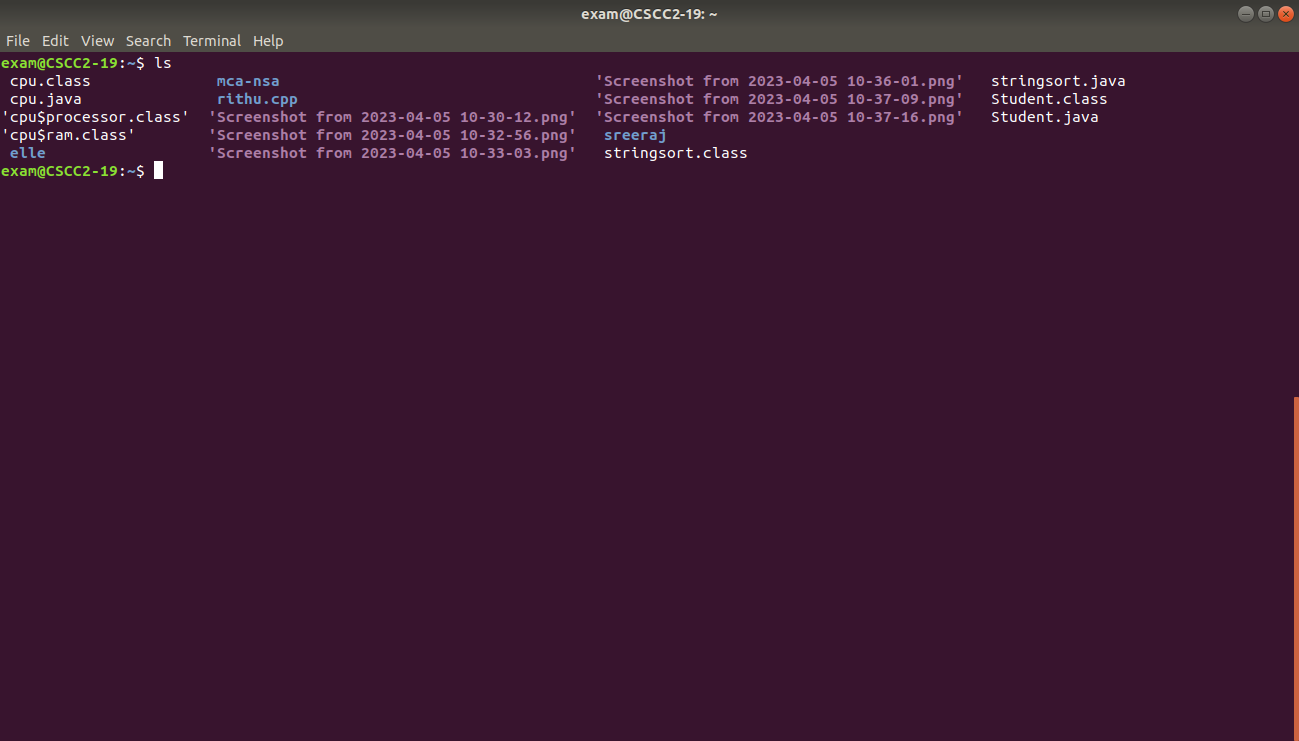 exam@CSCC2-19: ~
File Edit View Search Terminal Help
exam@CSCC2-19:~$ ls
cpu.class mca-nsa 'Screenshot from 2023-04-05 10-36-01.png' stringsort.java
cpu.java rithu.cpp 'Screenshot from 2023-04-05 10-37-09.png' Student.class
'cpu$processor.class' 'Screenshot from 2023-04-05 10-30-12.png' 'Screenshot from 2023-04-05 10-37-16.png' Student.java
'cpu$ram.class' 'Screenshot from 2023-04-05 10-32-56.png' sreeraj
elle 'Screenshot from 2023-04-05 10-33-03.png' stringsort.class
exam@CSCC2-19:~$